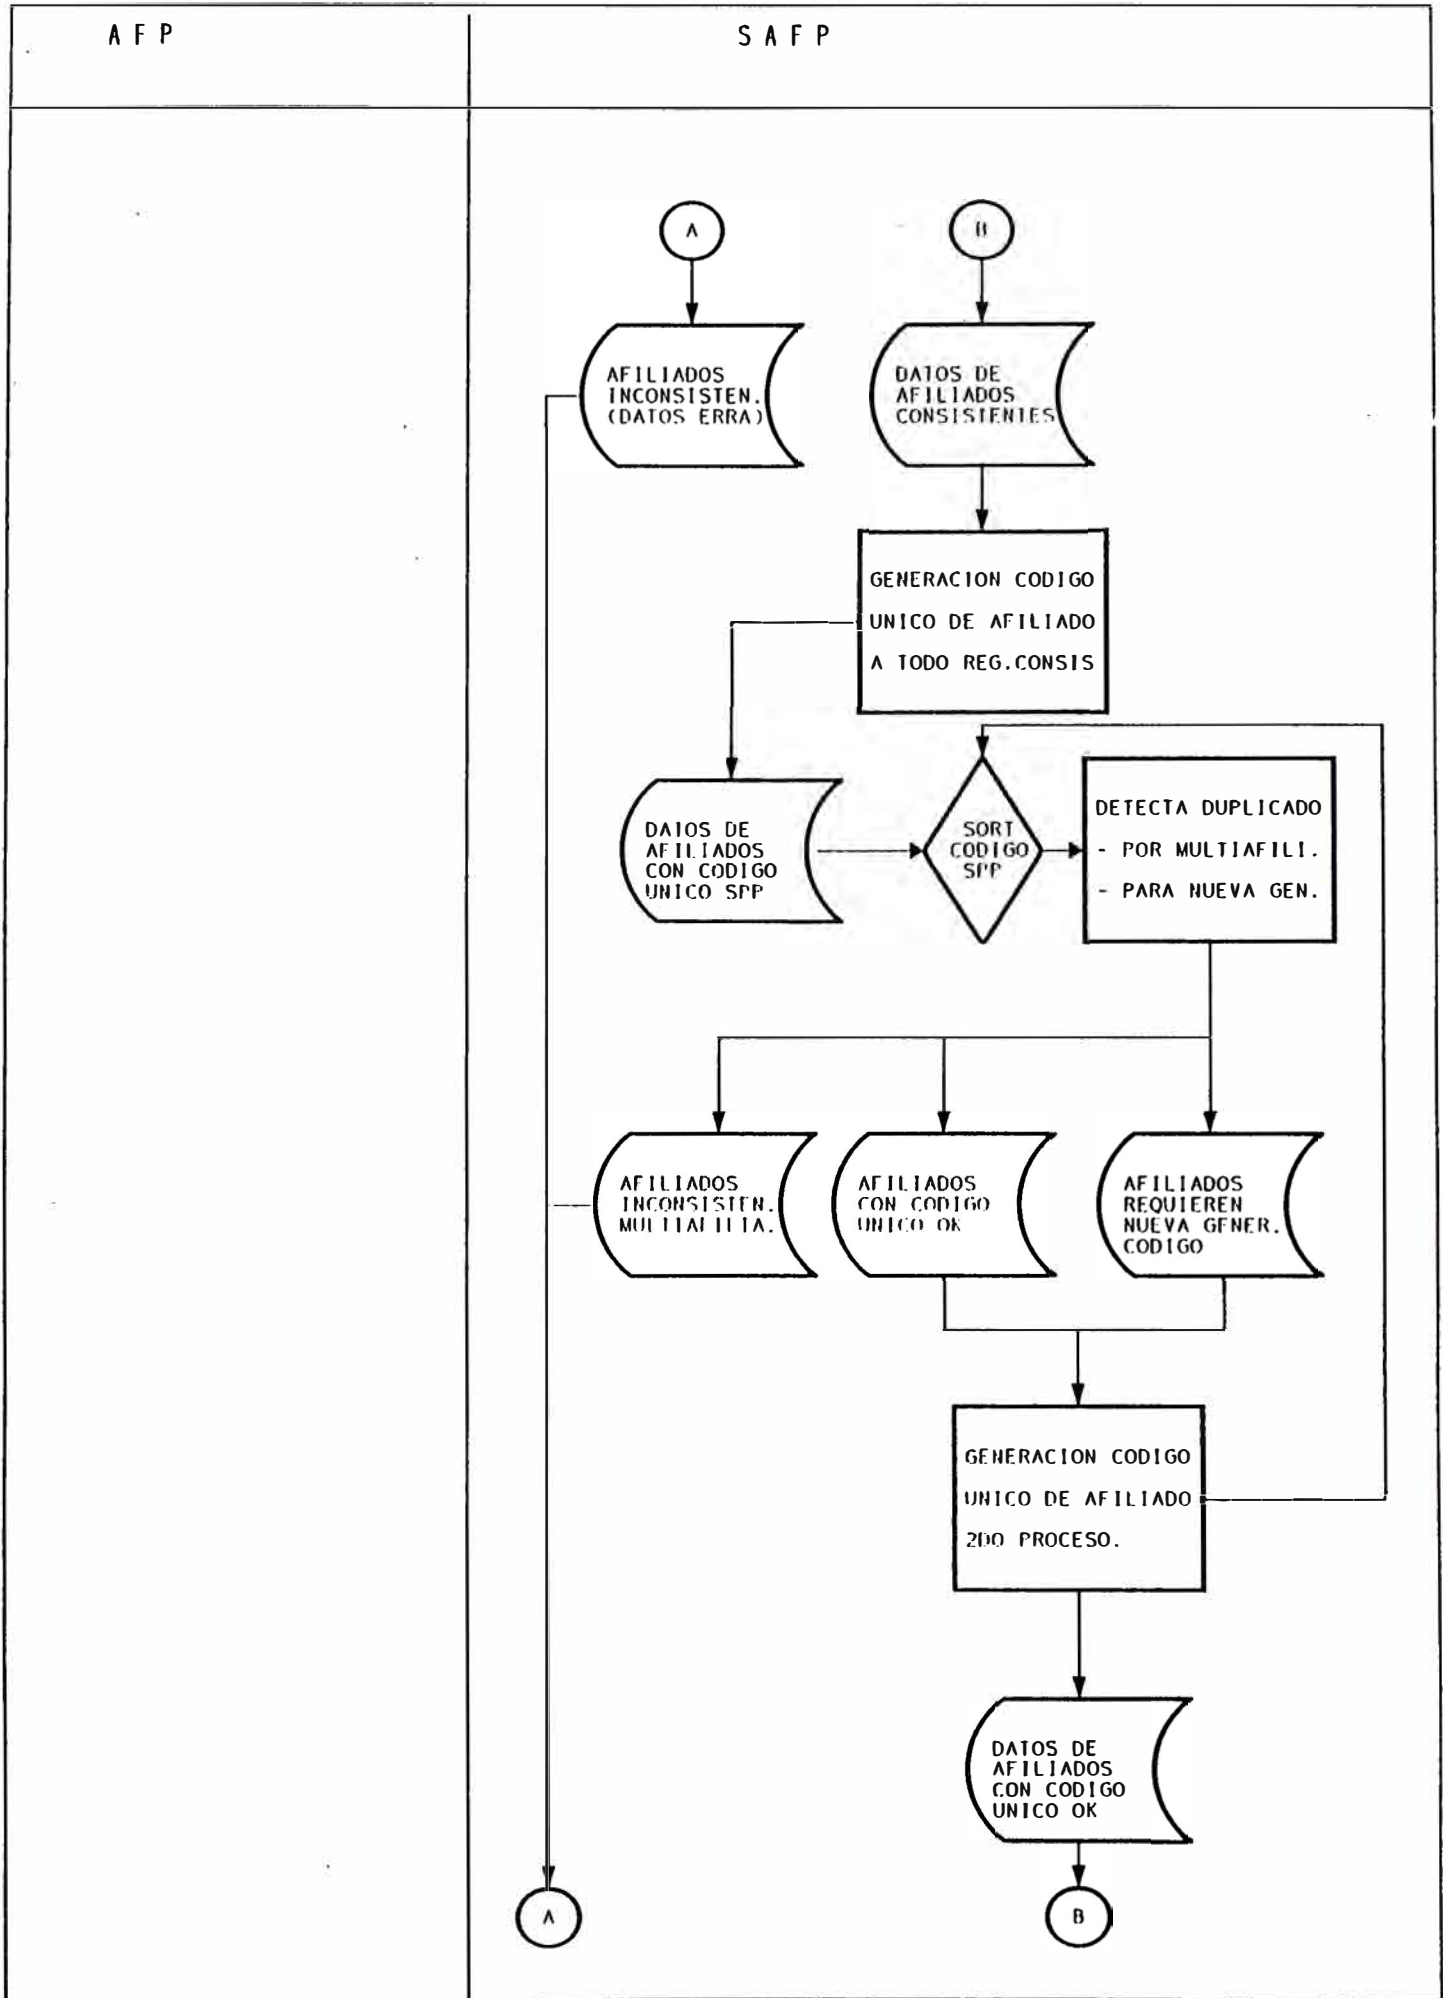 A F P
S A F P
A
B
AFILIADOS
INCONSISTEN.
(DATOS ERRA)
DATOS DE
AFILIADOS
CONSISTENTES
GENERACION CODIGO
UNICO DE AFILIADO
A TODO REG.CONSIS
DATOS DE
AFILIADOS
CON CODIGO
UNICO SPP
SORT
CODIGO
SPP
DETECTA DUPLICADO
- POR MULTIAFILI.
- PARA NUEVA GEN.
AFILIADOS
INCONSISTEN.
MULTIAFILIA.
AFILIADOS
CON CODIGO
UNICO OK
AFILIADOS
REQUIEREN
NUEVA GENER.
CODIGO
GENERACION CODIGO
UNICO DE AFILIADO
2DO PROCESO.
DATOS DE
AFILIADOS
CON CODIGO
UNICO OK
A
B